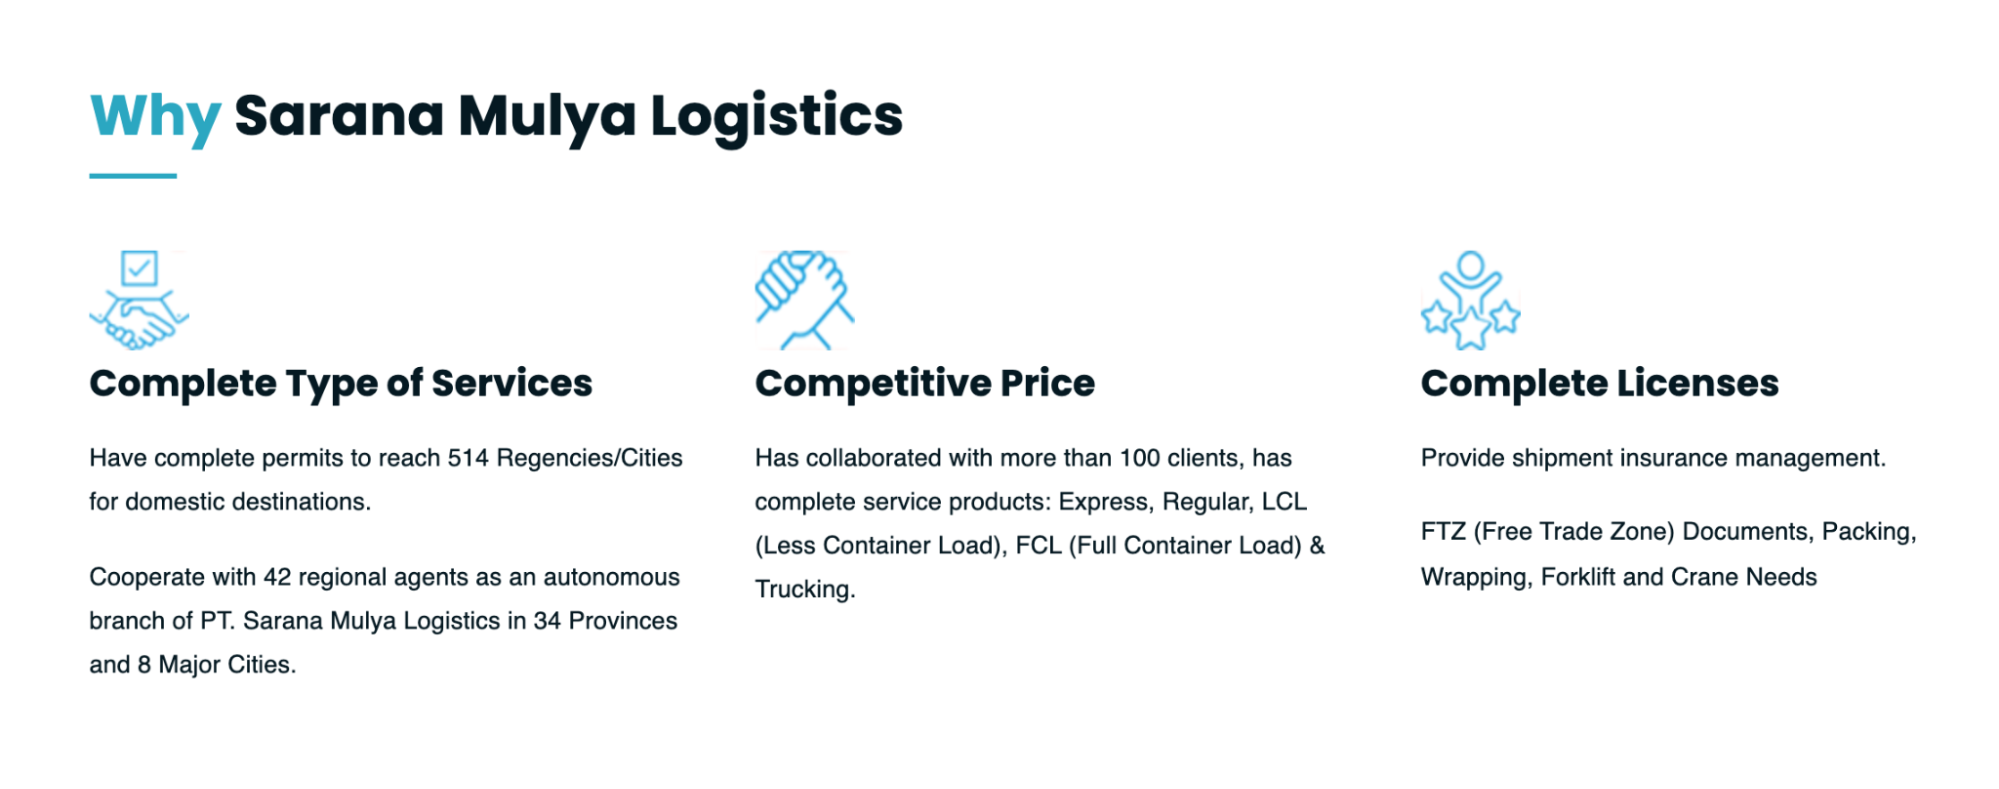 Why Sarana Mulya Logistics
Complete Type of Services
Have complete permits to reach 514 Regencies/Cities
for domestic destinations.
Cooperate with 42 regional agents as an autonomous
branch of PT. Sarana Mulya Logistics in 34 Provinces
and 8 Major Cities.
Competitive Price
Has collaborated with more than 100 clients, has
complete service products: Express, Regular, LCL
(Less Container Load), FCL (Full Container Load) &
Trucking.
Complete Licenses
Provide shipment insurance management.
FTZ (Free Trade Zone) Documents, Packing,
Wrapping, Forklift and Crane Needs